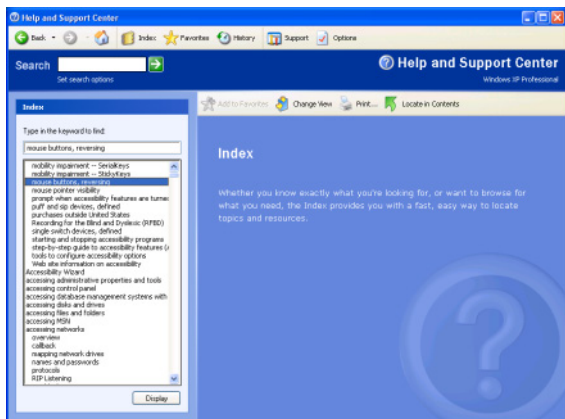 Help and Support Center
Back
Index
Favorites
History
Support
Options
Search
Set search options
Help and Support Center
Windows XP Professional
Index
Add to Favorites
Change View
Print...
Locate in Contents
Type in the keyword to find:
mouse buttons, reversing
mobility impairment -- SerialKeys
mobility impairment -- StickyKeys
mouse buttons, reversing
mouse pointer visibility
prompt when accessibility features are turned
puff and sip devices, defined
purchases outside United States
Recording for the Blind and Dyslexic (RFBD)
single switch devices, defined
starting and stopping accessibility programs
step-by-step guide to accessibility features (
tools to configure accessibility options
Web site information on accessibility
Accessibility Wizard
accessing administrative properties and tools
accessing control panel
accessing database management systems with
accessing disks and drives
accessing files and folders
accessing MSN
accessing networks
overview
callback
mapping network drives
names and passwords
protocols
RIP Listening
Display
Index
Whether you know exactly what you're looking for, or want to browse for
what you need, the Index provides you with a fast, easy way to locate
topics and resources.